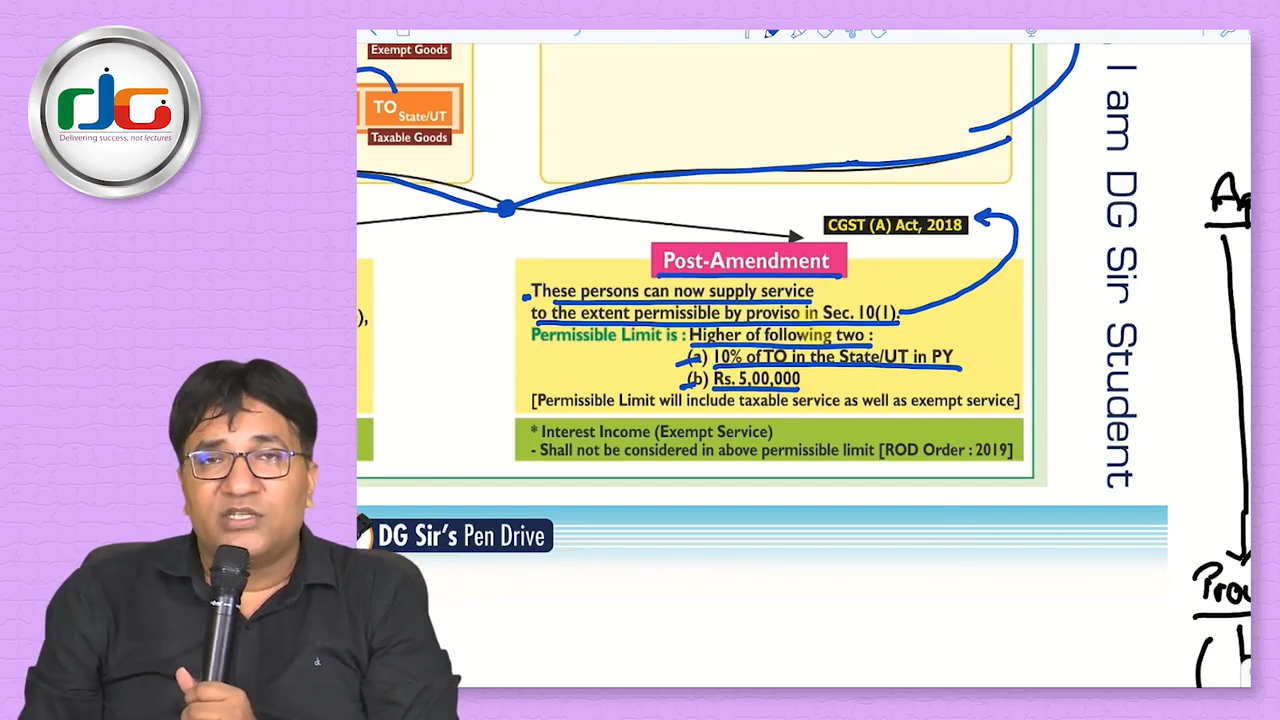 DG
Delivering success, not lectures
Exempt Goods
TO State/UT
Taxable Goods
CGST (A) Act, 2018
Post-Amendment
These persons can now supply service
to the extent permissible by proviso in Sec. 10(1).
Permissible Limit is : Higher of following two :
(a) 10% of TO in the State/UT in PY
(b) Rs. 5,00,000
[Permissible Limit will include taxable service as well as exempt service]
),
* Interest Income (Exempt Service)
- Shall not be considered in above permissible limit [ROD Order : 2019]
DG Sir's Pen Drive
I am DG Sir Student